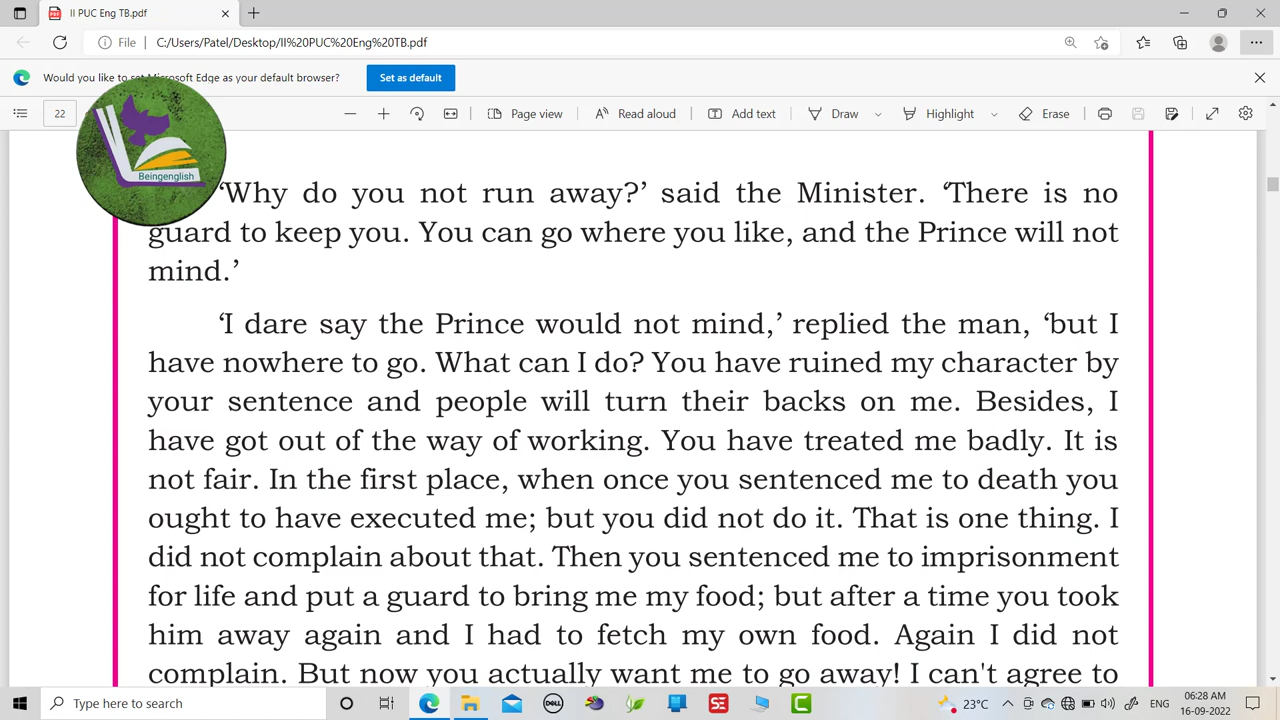 II PUC Eng TB.pdf
File C:/Users/Patel/Desktop/II%20PUC%20Eng%20TB.pdf
Would you like to set Microsoft Edge as your default browser? Set as default
22 Page view Read aloud Add text Draw Highlight Erase
Beingenglish
‘Why do you not run away?’ said the Minister. ‘There is no
guard to keep you. You can go where you like, and the Prince will not
mind.’
‘I dare say the Prince would not mind,’ replied the man, ‘but I
have nowhere to go. What can I do? You have ruined my character by
your sentence and people will turn their backs on me. Besides, I
have got out of the way of working. You have treated me badly. It is
not fair. In the first place, when once you sentenced me to death you
ought to have executed me; but you did not do it. That is one thing. I
did not complain about that. Then you sentenced me to imprisonment
for life and put a guard to bring me my food; but after a time you took
him away again and I had to fetch my own food. Again I did not
complain. But now you actually want me to go away! I can't agree to
Type here to search
DELL
SE
C
23°C
ENG
06:28 AM
16-09-2022